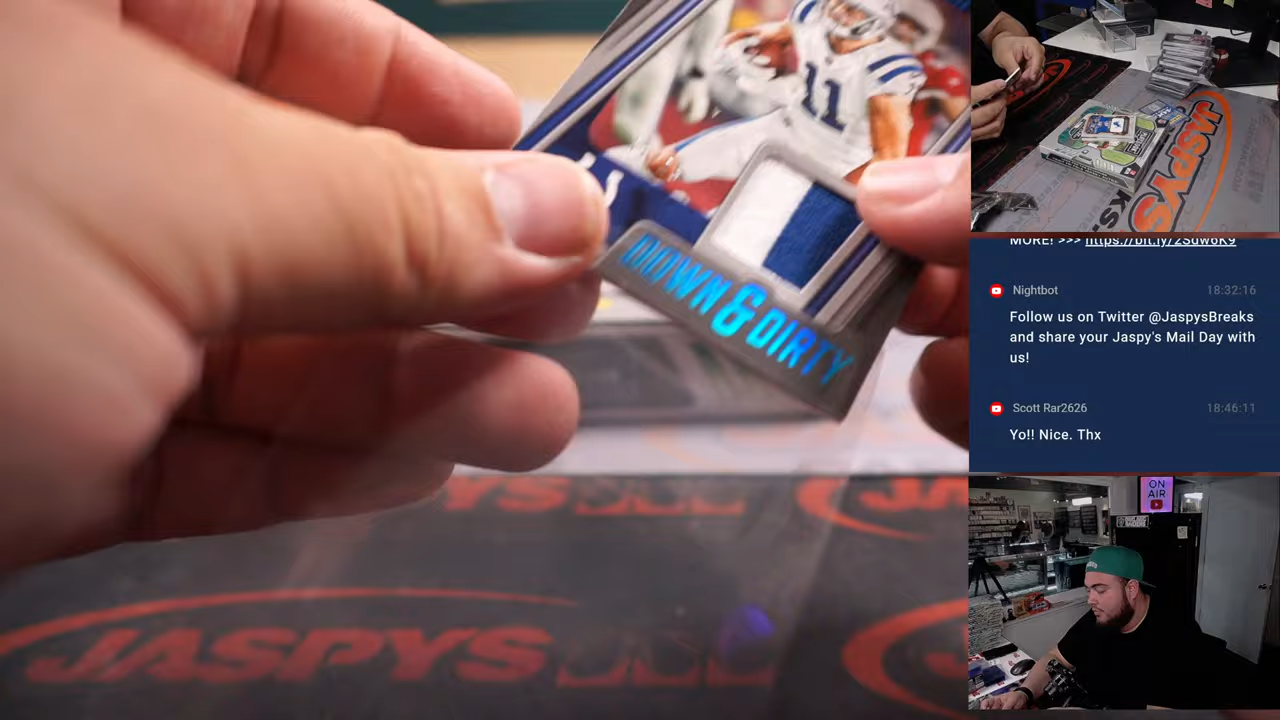 11
DOWN & DIRTY
JASPYS
JASPYS
JASPYS
MORE! >>> https://bit.ly/2Sdw6K9
Nightbot 18:32:16
Follow us on Twitter @JaspysBreaks
and share your Jaspy's Mail Day with
us!
Scott Rar2626 18:46:11
Yo!! Nice. Thx
ON
AIR